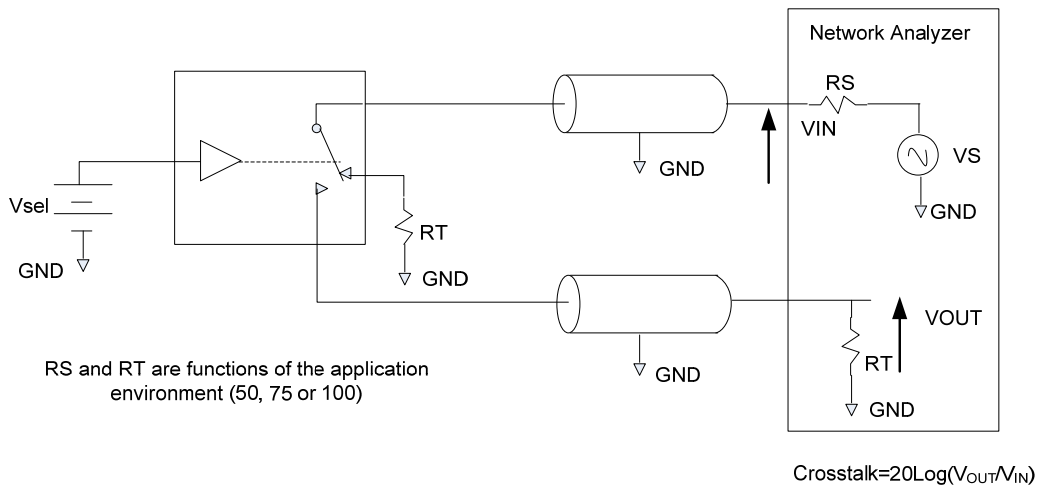 Network Analyzer
RS
VIN
VS
GND
GND
Vsel
GND
RT
GND
VOUT
RT
GND
GND
RS and RT are functions of the application
environment (50, 75 or 100)
Crosstalk=20Log(VOUT/VIN)